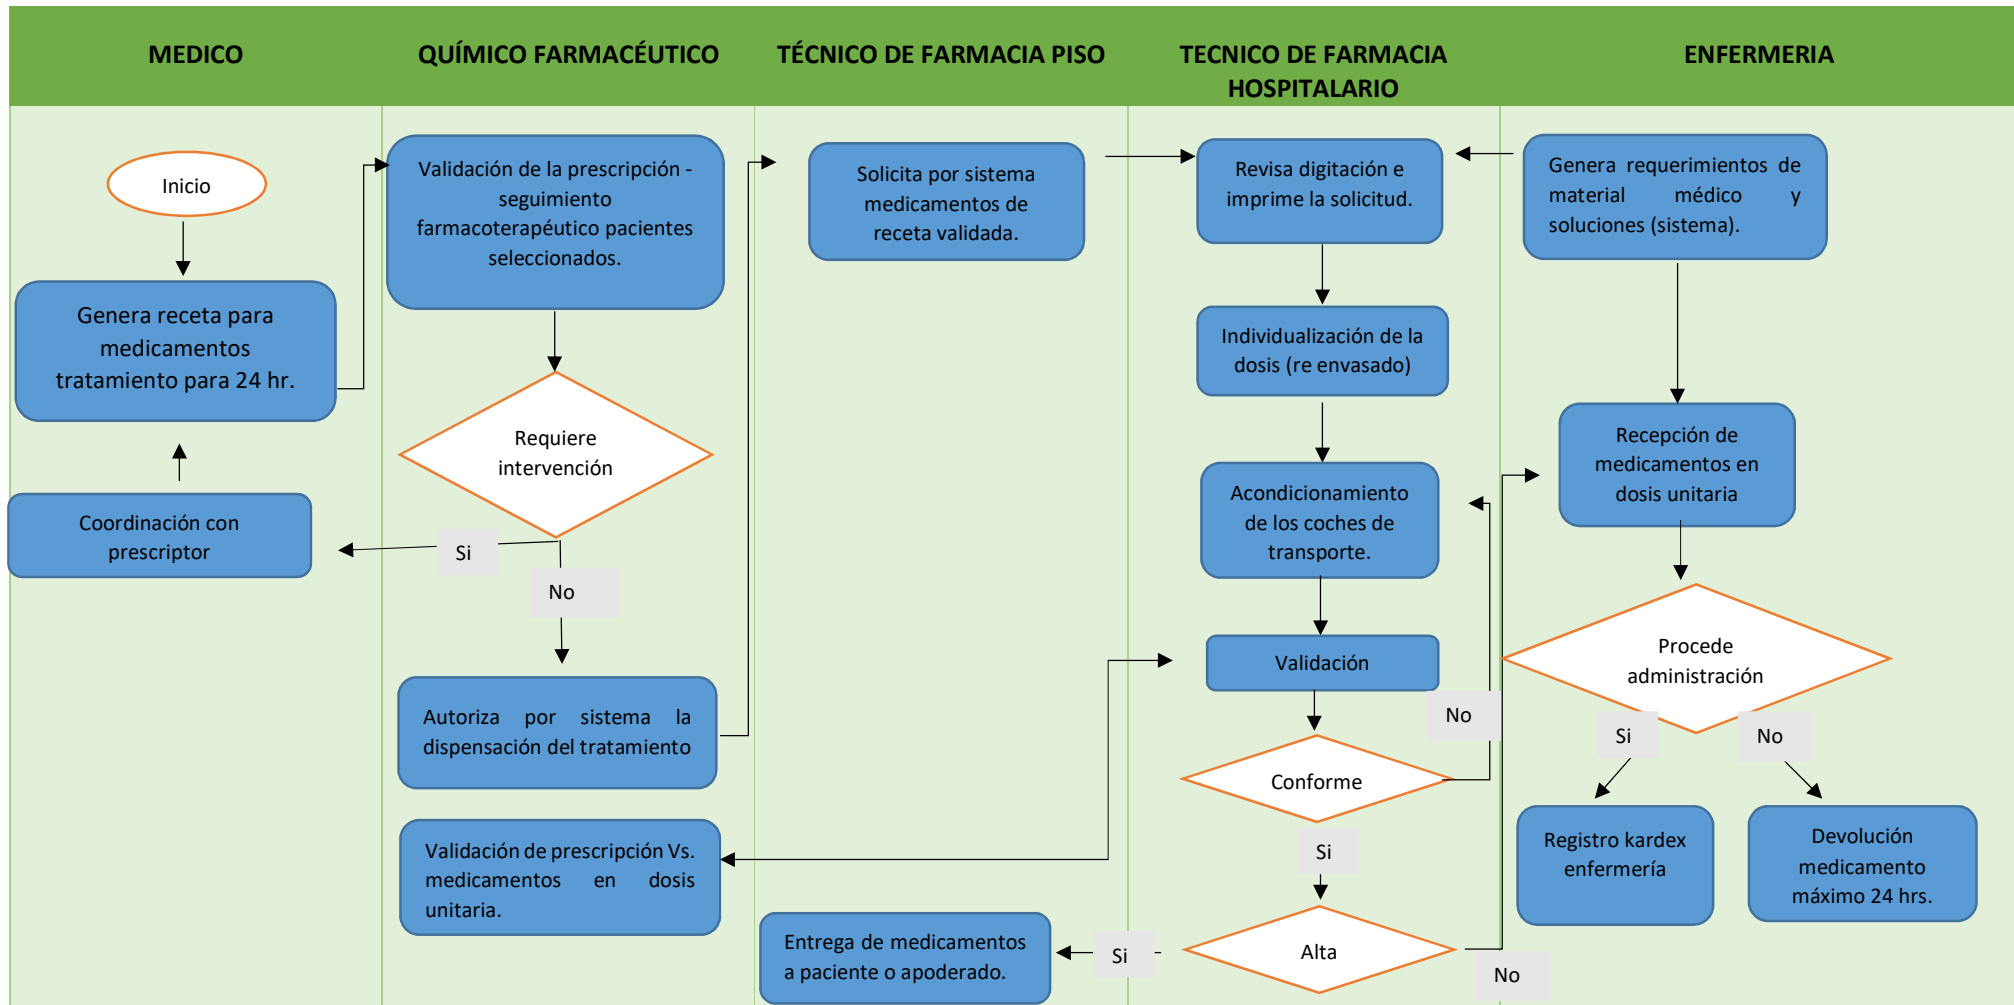 MEDICO
QUÍMICO FARMACÉUTICO
TÉCNICO DE FARMACIA PISO
TECNICO DE FARMACIA
HOSPITALARIO
ENFERMERIA
Inicio
Genera receta para
medicamentos
tratamiento para 24 hr.
Coordinación con
prescriptor
Validación de la prescripción -
seguimiento
farmacoterapéutico pacientes
seleccionados.
Requiere
intervención
Si
No
Autoriza por sistema la
dispensación del tratamiento
Validación de prescripción Vs.
medicamentos en dosis
unitaria.
Solicita por sistema
medicamentos de
receta validada.
Entrega de medicamentos
a paciente o apoderado.
Revisa digitación e
imprime la solicitud.
Individualización de la
dosis (re envasado)
Acondicionamiento
de los coches de
transporte.
Validación
Conforme
No
Si
Alta
Si
No
Genera requerimientos de
material médico y
soluciones (sistema).
Recepción de
medicamentos en
dosis unitaria
Procede
administración
Si
No
Registro kardex
enfermería
Devolución
medicamento
máximo 24 hrs.